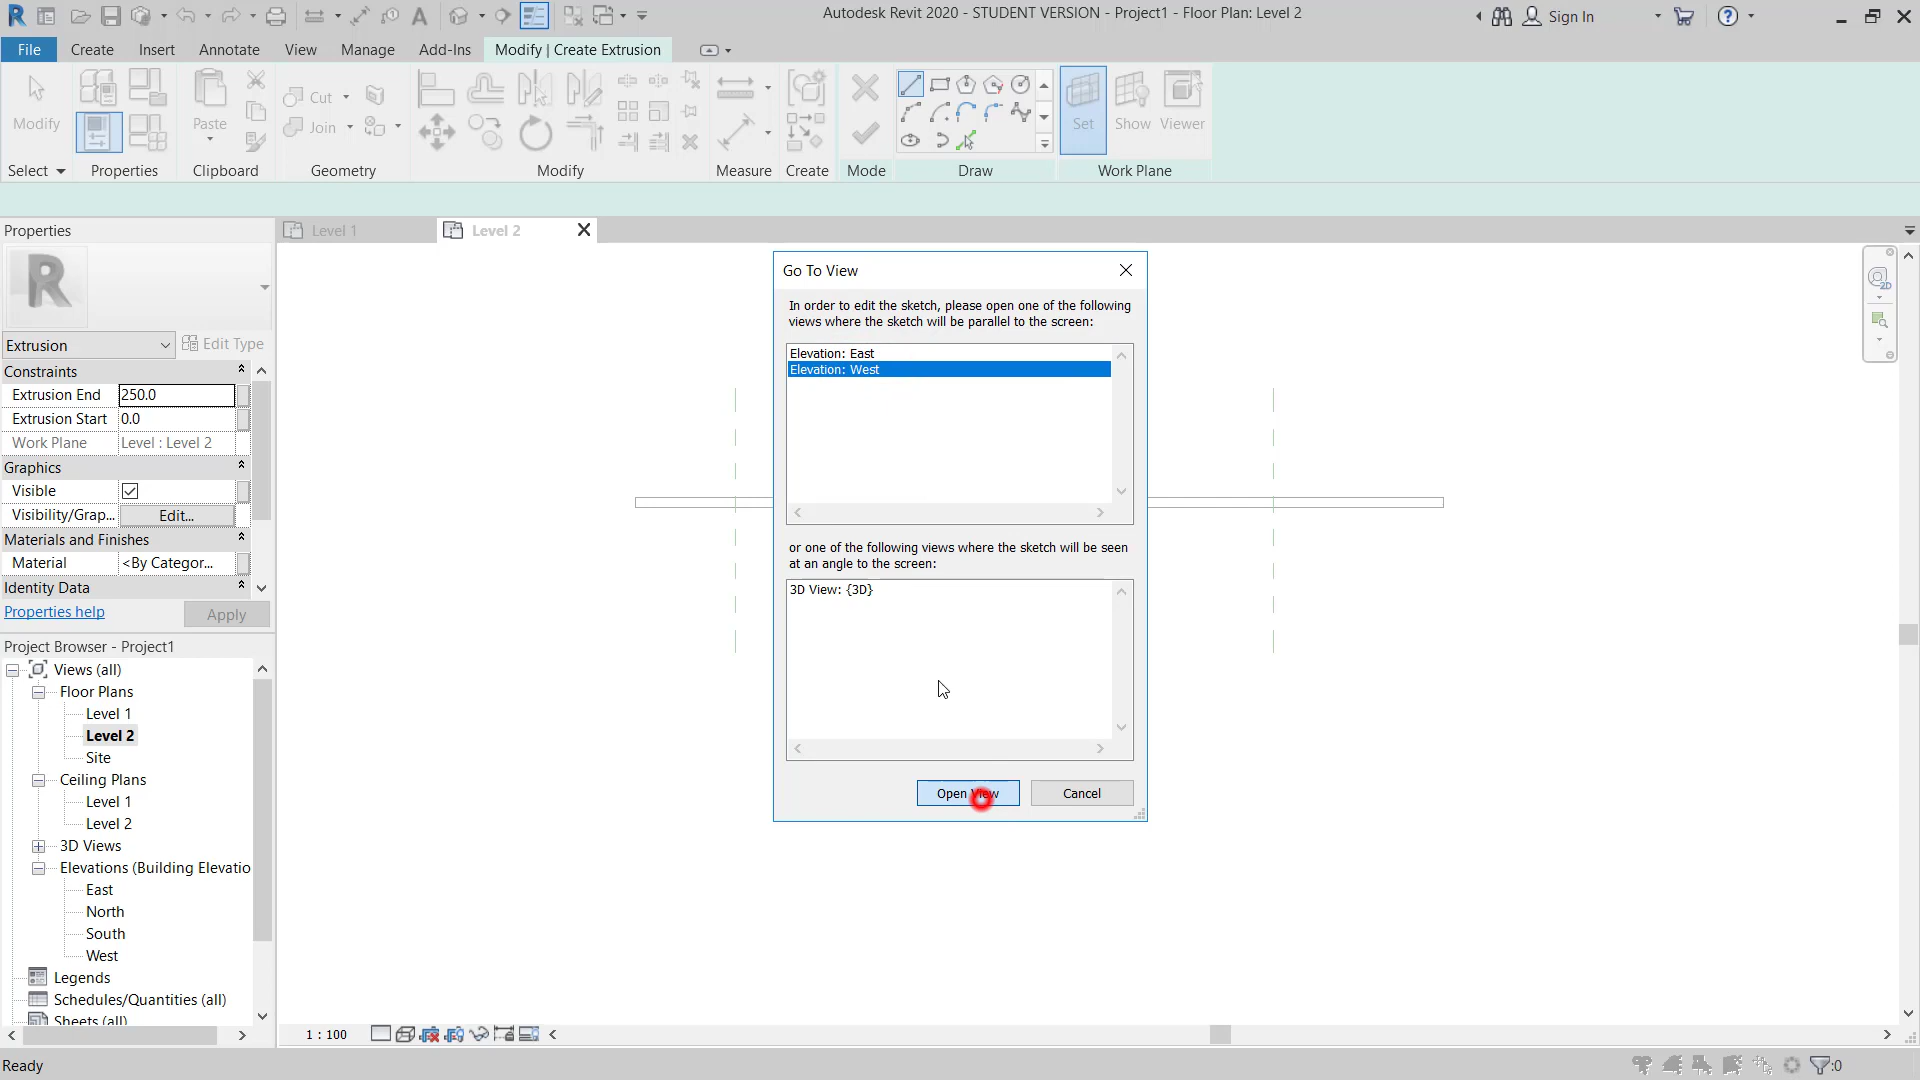 Autodesk Revit 2020 - STUDENT VERSION - Project1 - Floor Plan: Level 2
Sign In
File
Create
Insert
Annotate
View
Manage
Add-Ins
Modify | Create Extrusion
Modify
Paste
Cut
Join
Set
Show
Viewer
Select
Properties
Clipboard
Geometry
Modify
Measure
Create
Mode
Draw
Work Plane
Properties
Level 1
Level 2
R
Extrusion
Edit Type
Constraints
Extrusion End 250.0
Extrusion Start 0.0
Work Plane Level : Level 2
Graphics
Visible
Visibility/Grap... Edit...
Materials and Finishes
Material <By Categor...
Identity Data
Properties help
Apply
Project Browser - Project1
Views (all)
Floor Plans
Level 1
Level 2
Site
Ceiling Plans
Level 1
Level 2
3D Views
Elevations (Building Elevatio
East
North
South
West
Legends
Schedules/Quantities (all)
Sheets (all)
Go To View
In order to edit the sketch, please open one of the following
views where the sketch will be parallel to the screen:
Elevation: East
Elevation: West
or one of the following views where the sketch will be seen
at an angle to the screen:
3D View: {3D}
Open View
Cancel
2D
1 : 100
Ready
:0